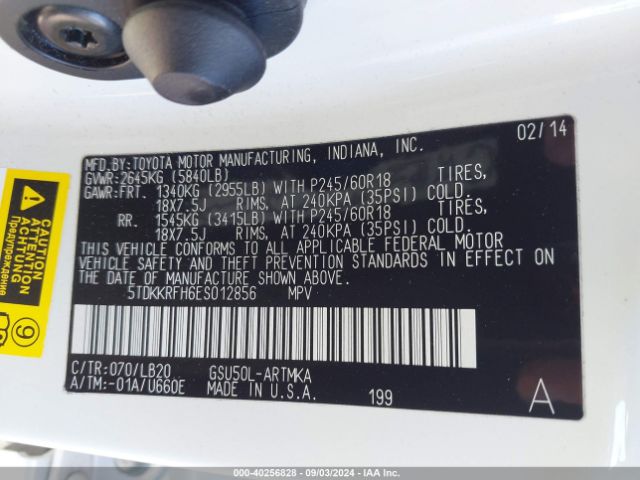 02/14
MFD.BY:TOYOTA MOTOR MANUFACTURING, INDIANA, INC.
GVWR:2645KG (5840LB)
GAWR:FRT. 1340KG (2955LB) WITH P245/60R18 TIRES,
18X7.5J RIMS, AT 240KPA (35PSI) COLD.
RR. 1545KG (3415LB) WITH P245/60R18 TIRES,
18X7.5J RIMS, AT 240KPA (35PSI) COLD.
THIS VEHICLE CONFORMS TO ALL APPLICABLE FEDERAL MOTOR
VEHICLE SAFETY AND THEFT PREVENTION STANDARDS IN EFFECT ON
THE DATE OF MANUFACTURE SHOWN ABOVE.
5TDKKRFH6ES012856 MPV
C/TR:070/LB20 GSU50L-ARTMKA
A/TM:-01A/U660E MADE IN U.S.A. 199 A
CAUTION
ATTENTION
ACHTUNG
Предупреждение
9
Stock: #40256828 - 09/03/2024 - IAA Inc.